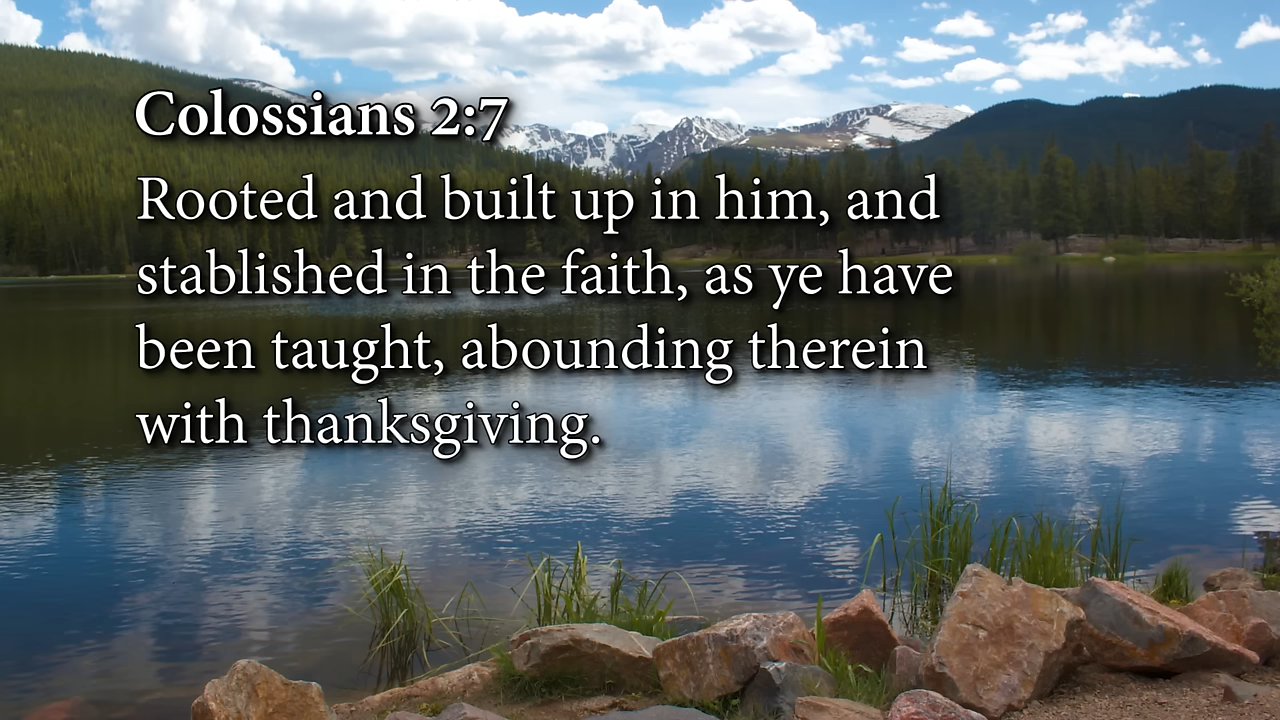 Colossians 2:7
Rooted and built up in him, and
stablished in the faith, as ye have
been taught, abounding therein
with thanksgiving.